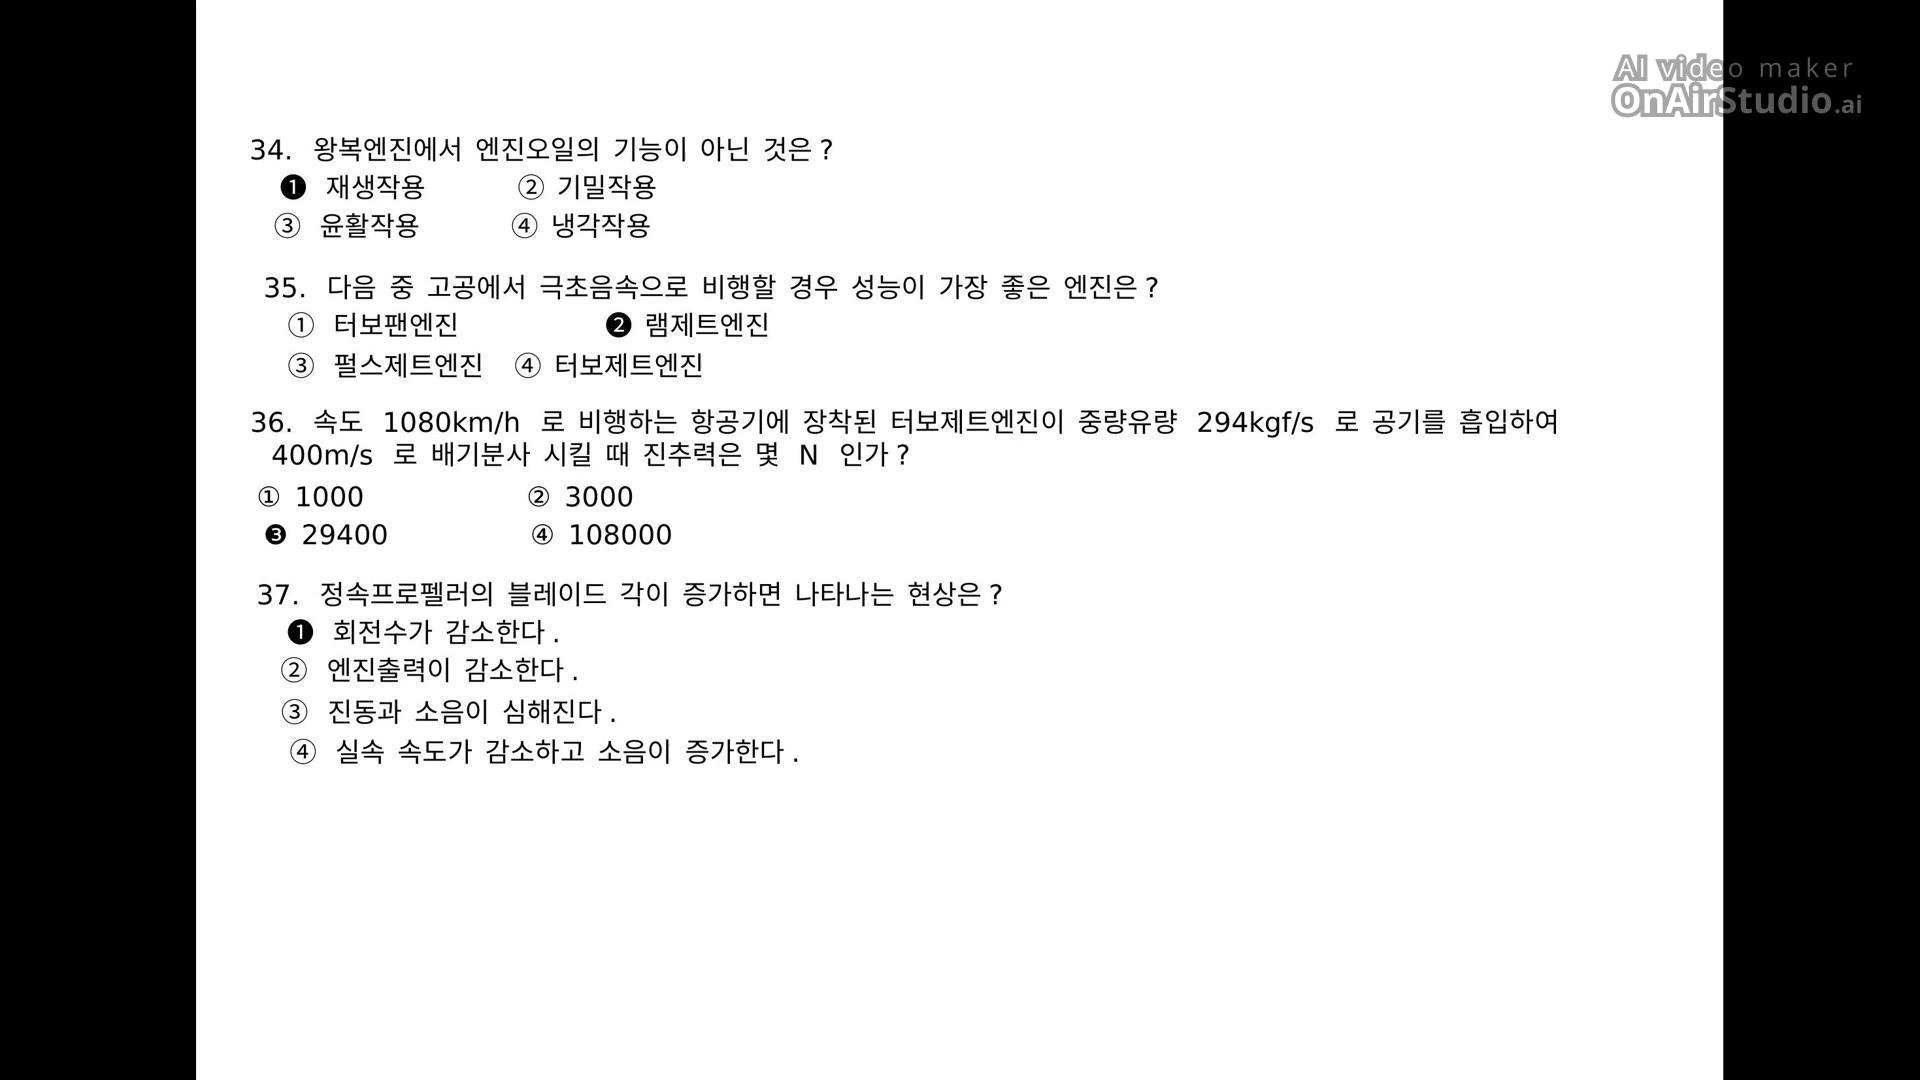 AI video maker
OnAirStudio.ai
34. 왕복엔진에서 엔진오일의 기능이 아닌 것은 ?
❶ 재생작용 ② 기밀작용
③ 윤활작용 ④ 냉각작용
35. 다음 중 고공에서 극초음속으로 비행할 경우 성능이 가장 좋은 엔진은 ?
① 터보팬엔진 ❷ 램제트엔진
③ 펄스제트엔진 ④ 터보제트엔진
36. 속도 1080km/h 로 비행하는 항공기에 장착된 터보제트엔진이 중량유량 294kgf/s 로 공기를 흡입하여
400m/s 로 배기분사 시킬 때 진추력은 몇 N 인가 ?
① 1000 ② 3000
❸ 29400 ④ 108000
37. 정속프로펠러의 블레이드 각이 증가하면 나타나는 현상은 ?
❶ 회전수가 감소한다 .
② 엔진출력이 감소한다 .
③ 진동과 소음이 심해진다 .
④ 실속 속도가 감소하고 소음이 증가한다 .